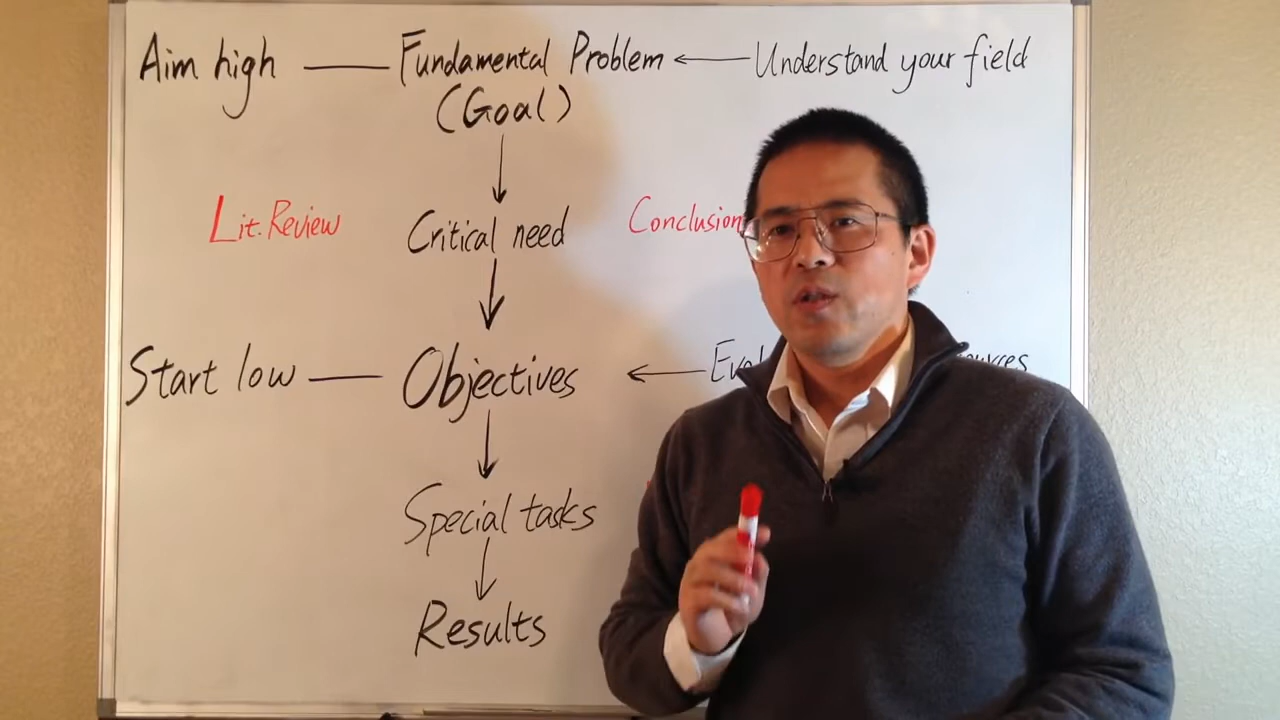 Aim high — Fundamental Problem ← Understand your field
(Goal)
↓
Lit. Review
Critical need
Conclusion
↓
Start low — Objectives ←
↓
Special tasks
↓
Results